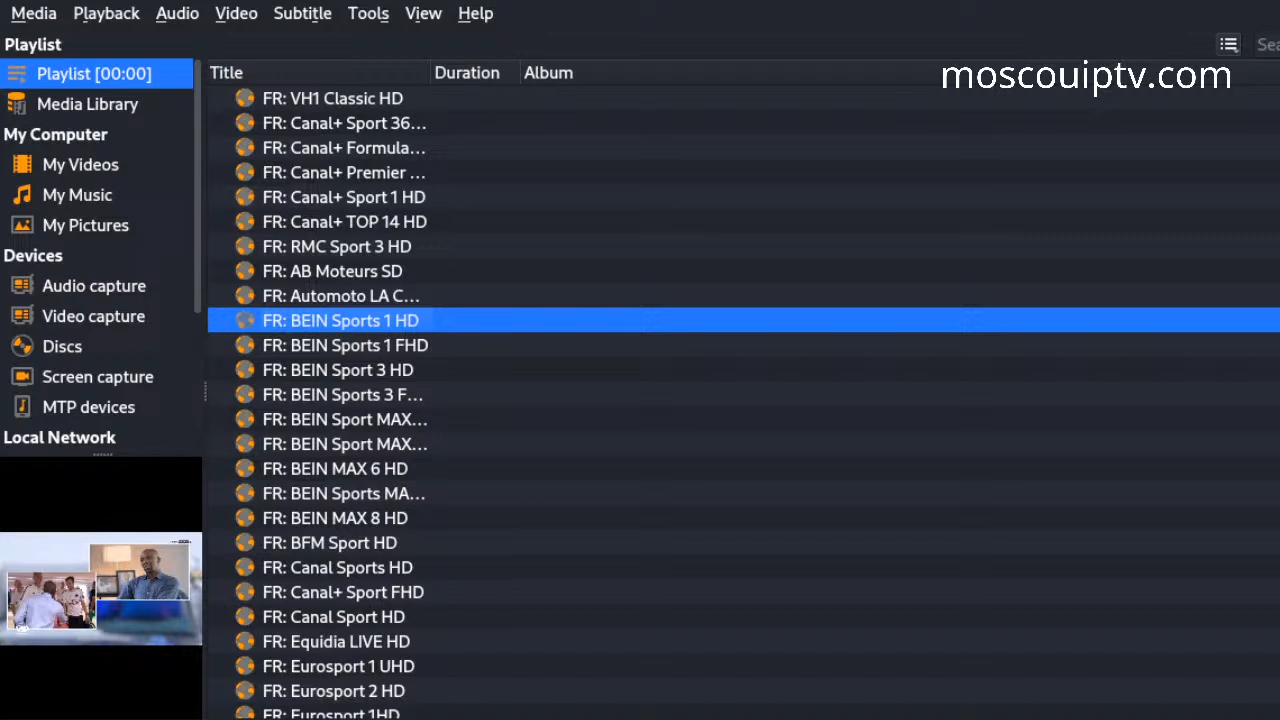 Media Playback Audio Video Subtitle Tools View Help
Playlist
Playlist [00:00]
Media Library
My Computer
My Videos
My Music
My Pictures
Devices
Audio capture
Video capture
Discs
Screen capture
MTP devices
Local Network
Sea
Title Duration Album
moscouiptv.com
FR: VH1 Classic HD
FR: Canal+ Sport 36...
FR: Canal+ Formula...
FR: Canal+ Premier ...
FR: Canal+ Sport 1 HD
FR: Canal+ TOP 14 HD
FR: RMC Sport 3 HD
FR: AB Moteurs SD
FR: Automoto LA C...
FR: BEIN Sports 1 HD
FR: BEIN Sports 1 FHD
FR: BEIN Sport 3 HD
FR: BEIN Sports 3 F...
FR: BEIN Sport MAX...
FR: BEIN Sport MAX...
FR: BEIN MAX 6 HD
FR: BEIN Sports MA...
FR: BEIN MAX 8 HD
FR: BFM Sport HD
FR: Canal Sports HD
FR: Canal+ Sport FHD
FR: Canal Sport HD
FR: Equidia LIVE HD
FR: Eurosport 1 UHD
FR: Eurosport 2 HD
FR: Eurosport 1HD